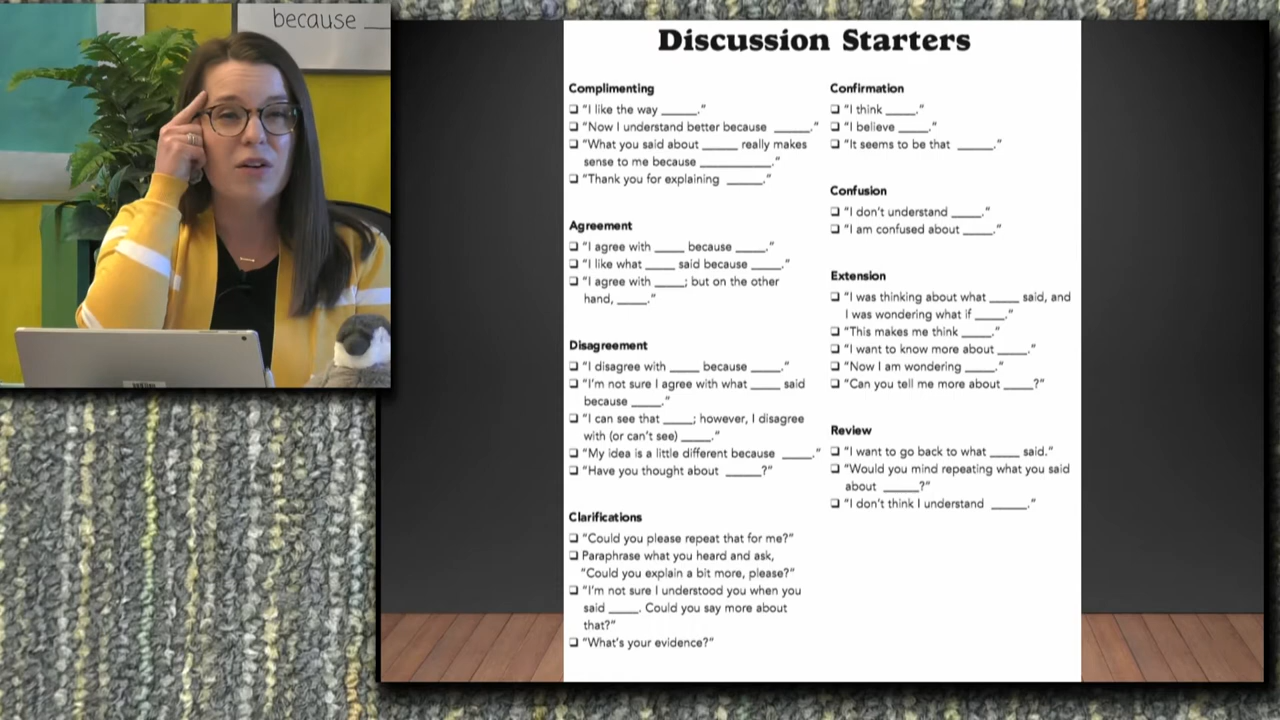 because ___
Discussion Starters
Complimenting
❑ “I like the way ______.”
❑ “Now I understand better because ______.”
❑ “What you said about ______ really makes
sense to me because ____________.”
❑ “Thank you for explaining ______.”
Agreement
❑ “I agree with _____ because _____.”
❑ “I like what _____ said because _____.”
❑ “I agree with _____; but on the other
hand, _____.”
Disagreement
❑ “I disagree with _____ because _____.”
❑ “I’m not sure I agree with what _____ said
because _____.”
❑ “I can see that _____; however, I disagree
with (or can’t see) _____.”
❑ “My idea is a little different because _____.”
❑ “Have you thought about ______?”
Clarifications
❑ “Could you please repeat that for me?”
❑ Paraphrase what you heard and ask,
“Could you explain a bit more, please?”
❑ “I’m not sure I understood you when you
said _____. Could you say more about
that?”
❑ “What’s your evidence?”
Confirmation
❑ “I think _____.”
❑ “I believe _____.”
❑ “It seems to be that ______.”
Confusion
❑ “I don’t understand _____.”
❑ “I am confused about _____.”
Extension
❑ “I was thinking about what _____ said, and
I was wondering what if _____.”
❑ “This makes me think _____.”
❑ “I want to know more about _____.”
❑ “Now I am wondering _____.”
❑ “Can you tell me more about _____?”
Review
❑ “I want to go back to what _____ said.”
❑ “Would you mind repeating what you said
about ______?”
❑ “I don’t think I understand ______.”